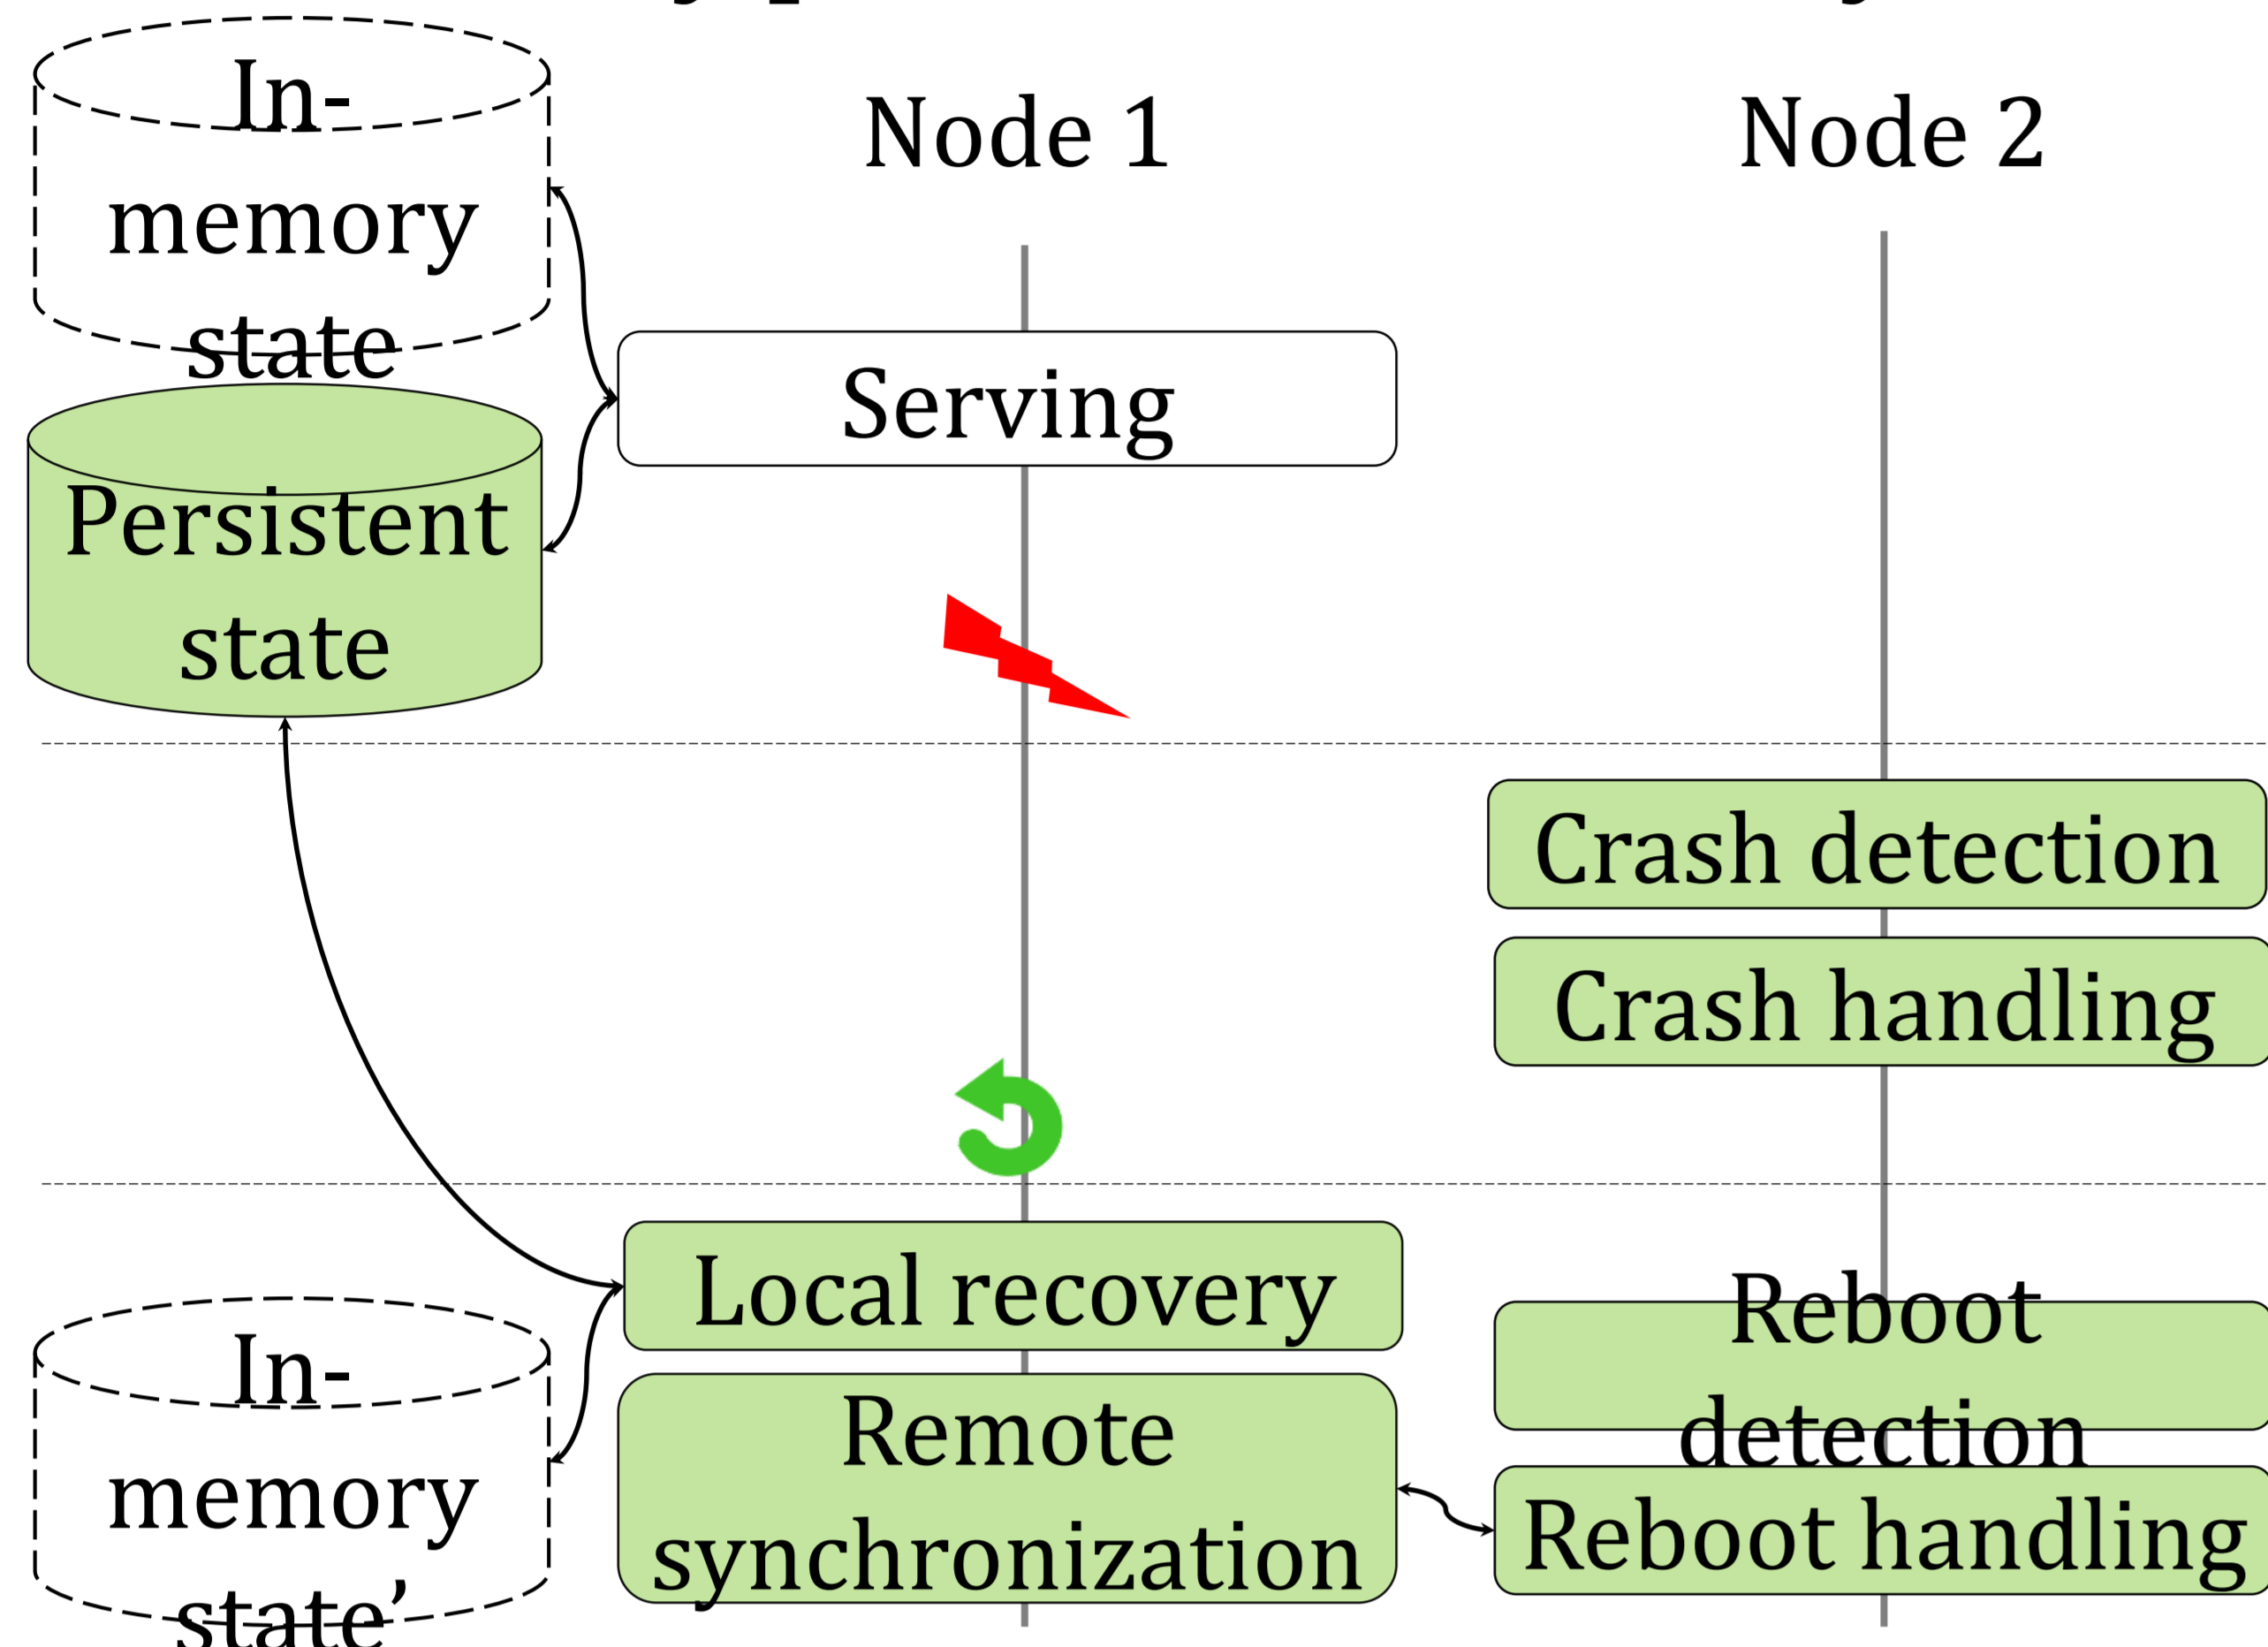 In-
memory
state
Node 1
Node 2
Serving
Persistent
state
Crash detection
Crash handling
Local recovery
Reboot
detection
In-
memory
state’
Remote
synchronization
Reboot handling